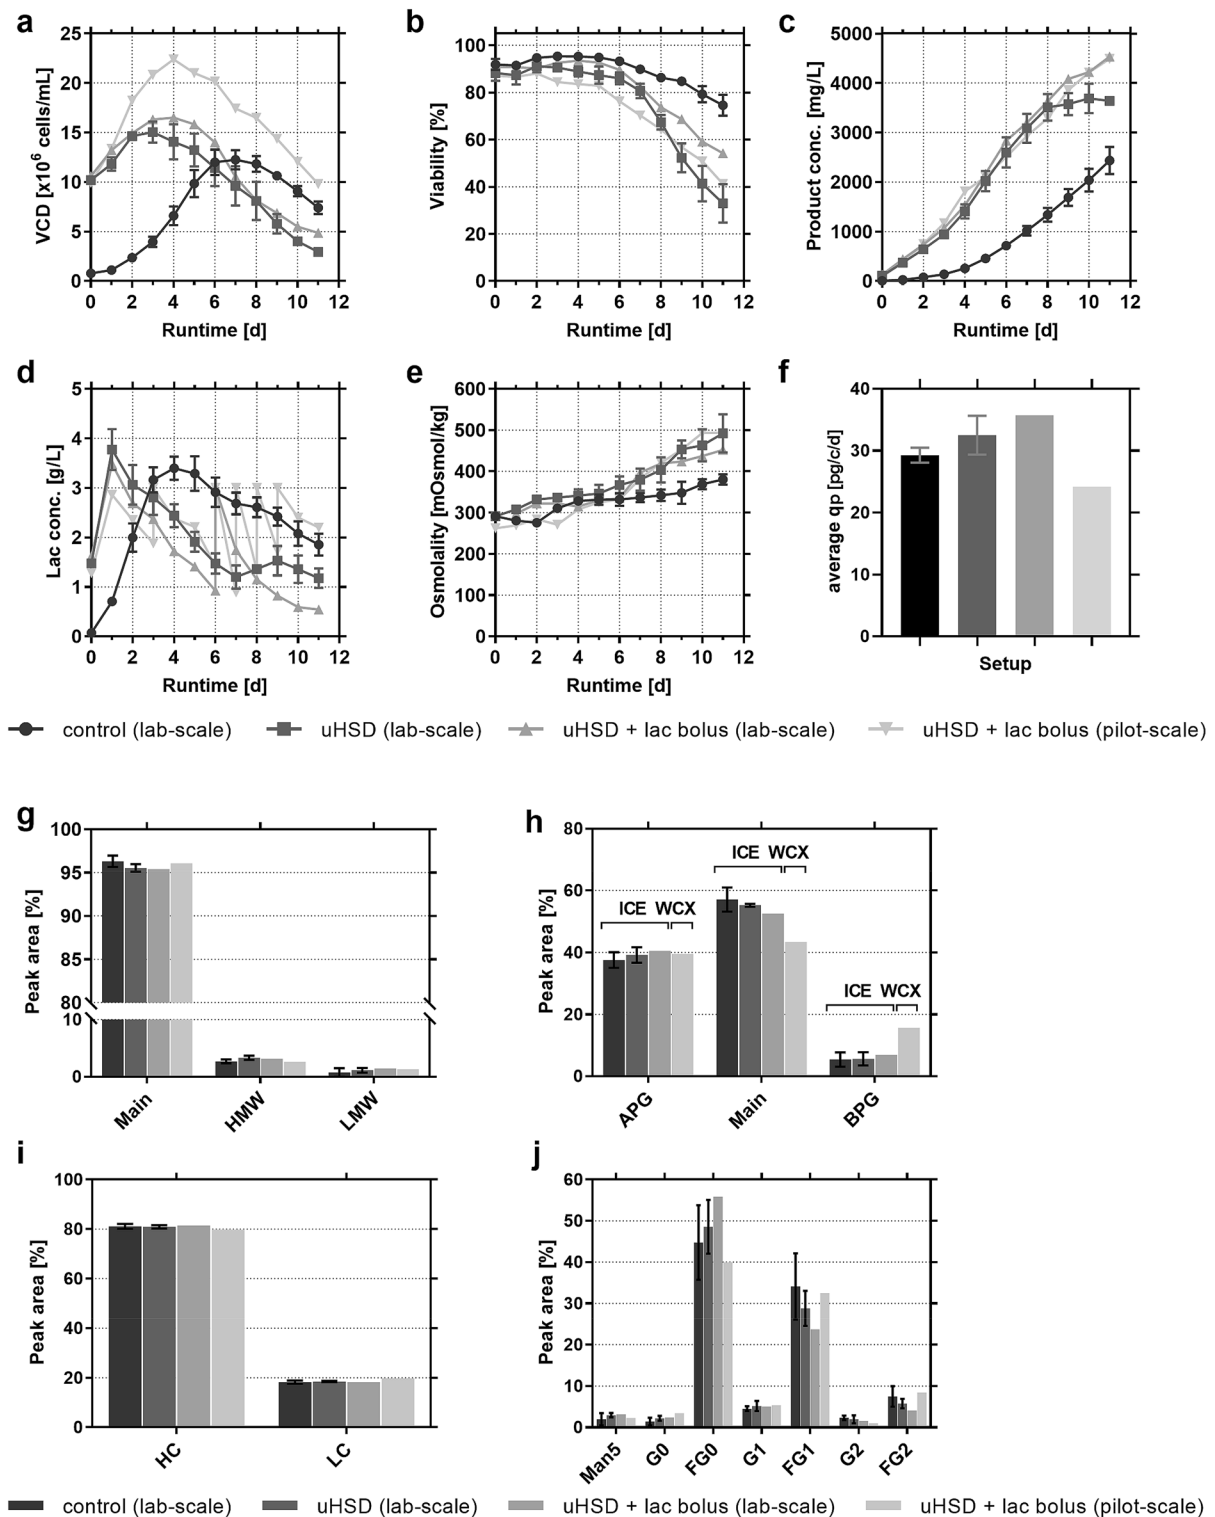 a
VCD [x10⁶ cells/mL]
25
20
15
10
5
0
0 2 4 6 8 10 12
Runtime [d]
b
Viability [%]
100
80
60
40
20
0
0 2 4 6 8 10 12
Runtime [d]
c
Product conc. [mg/L]
5000
4000
3000
2000
1000
0
0 2 4 6 8 10 12
Runtime [d]
d
Lac conc. [g/L]
5
4
3
2
1
0
0 2 4 6 8 10 12
Runtime [d]
e
Osmolality [mOsmol/kg]
600
500
400
300
200
100
0
0 2 4 6 8 10 12
Runtime [d]
f
average qp [pg/c/d]
40
30
20
10
0
Setup
control (lab-scale) uHSD (lab-scale) uHSD + lac bolus (lab-scale) uHSD + lac bolus (pilot-scale)
g
Peak area [%]
100
95
90
85
80
10
0
Main HMW LMW
h
Peak area [%]
80
60
40
20
0
ICE WCX
ICE WCX
ICE WCX
APG Main BPG
i
Peak area [%]
100
80
60
40
20
0
HC LC
j
Peak area [%]
60
50
40
30
20
10
0
Man5 G0 FG0 G1 FG1 G2 FG2
control (lab-scale) uHSD (lab-scale) uHSD + lac bolus (lab-scale) uHSD + lac bolus (pilot-scale)